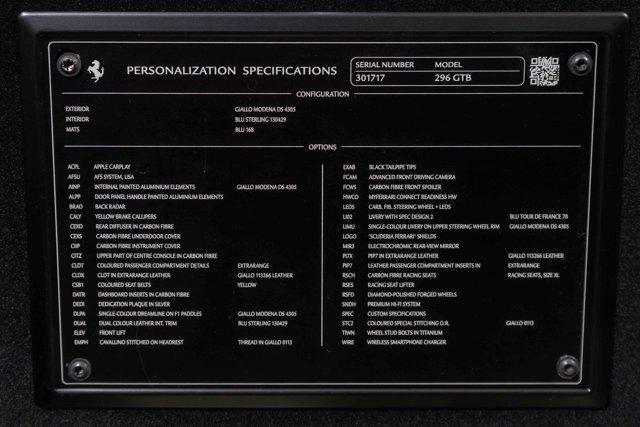 PERSONALIZATION SPECIFICATIONS
SERIAL NUMBER MODEL
301717 296 GTB
CONFIGURATION
EXTERIOR GIALLO MODENA DS 4305
INTERIOR BLU STERLING 130429
MATS BLU 168
OPTIONS
ACPL APPLE CARPLAY
AFSU AFS SYSTEM, USA
AINP INTERNAL PAINTED ALUMINIUM ELEMENTS GIALLO MODENA DS 4305
ALPP DOOR PANEL HANDLE PAINTED ALUMINIUM ELEMENTS
BRAD BACK RADAR
CALY YELLOW BRAKE CALLIPERS
CEXD REAR DIFFUSER IN CARBON FIBRE
CEXS CARBON FIBRE UNDERDOOR COVER
CIIP CARBON FIBRE INSTRUMENT COVER
CITZ UPPER PART OF CENTRE CONSOLE IN CARBON FIBRE
CLDT COLOURED PASSENGER COMPARTMENT DETAILS EXTRARANGE
CLDX CLDT IN EXTRARANGE LEATHER GIALLO 113266 LEATHER
CSB1 COLOURED SEAT BELTS YELLOW
DATR DASHBOARD INSERTS IN CARBON FIBRE
DEDI DEDICATION PLAQUE IN SILVER
DUPA SINGLE-COLOUR DREAMLINE ON F1 PADDLES GIALLO MODENA DS 4305
DUAL DUAL COLOUR LEATHER INT. TRIM BLU STERLING 130429
ELEV FRONT LIFT
EMPH CAVALLINO STITCHED ON HEADREST THREAD IN GIALLO 0113
EXAB BLACK TAILPIPE TIPS
FCAM ADVANCED FRONT DRIVING CAMERA
FCWS CARBON FIBRE FRONT SPOILER
HWCO MYFERRARI CONNECT READINESS HW
LEDS CARB. FIB. STEERING WHEEL + LEDS
LI02 LIVERY WITH SPEC DESIGN 2 BLU TOUR DE FRANCE 70
LIMU SINGLE-COLOUR LIVERY ON UPPER STEERING WHEEL RIM GIALLO MODENA DS 4305
LOGO "SCUDERIA FERRARI" SHIELDS
MIR3 ELECTROCHROMIC REAR-VIEW MIRROR
PI7X PIP7 IN EXTRARANGE LEATHER GIALLO 113266 LEATHER
PIP7 LEATHER PASSENGER COMPARTMENT INSERTS IN EXTRARANGE
RSCH CARBON FIBRE RACING SEATS RACING SEATS, SIZE XL
RSES RACING SEAT LIFTER
RSFD DIAMOND-POLISHED FORGED WHEELS
SNDH PREMIUM HI-FI SYSTEM
SPEC CUSTOM SPECIFICATIONS
STC2 COLOURED SPECIAL STITCHING O.R. GIALLO 0113
TIWN WHEEL STUD BOLTS IN TITANIUM
WIRE WIRELESS SMARTPHONE CHARGER